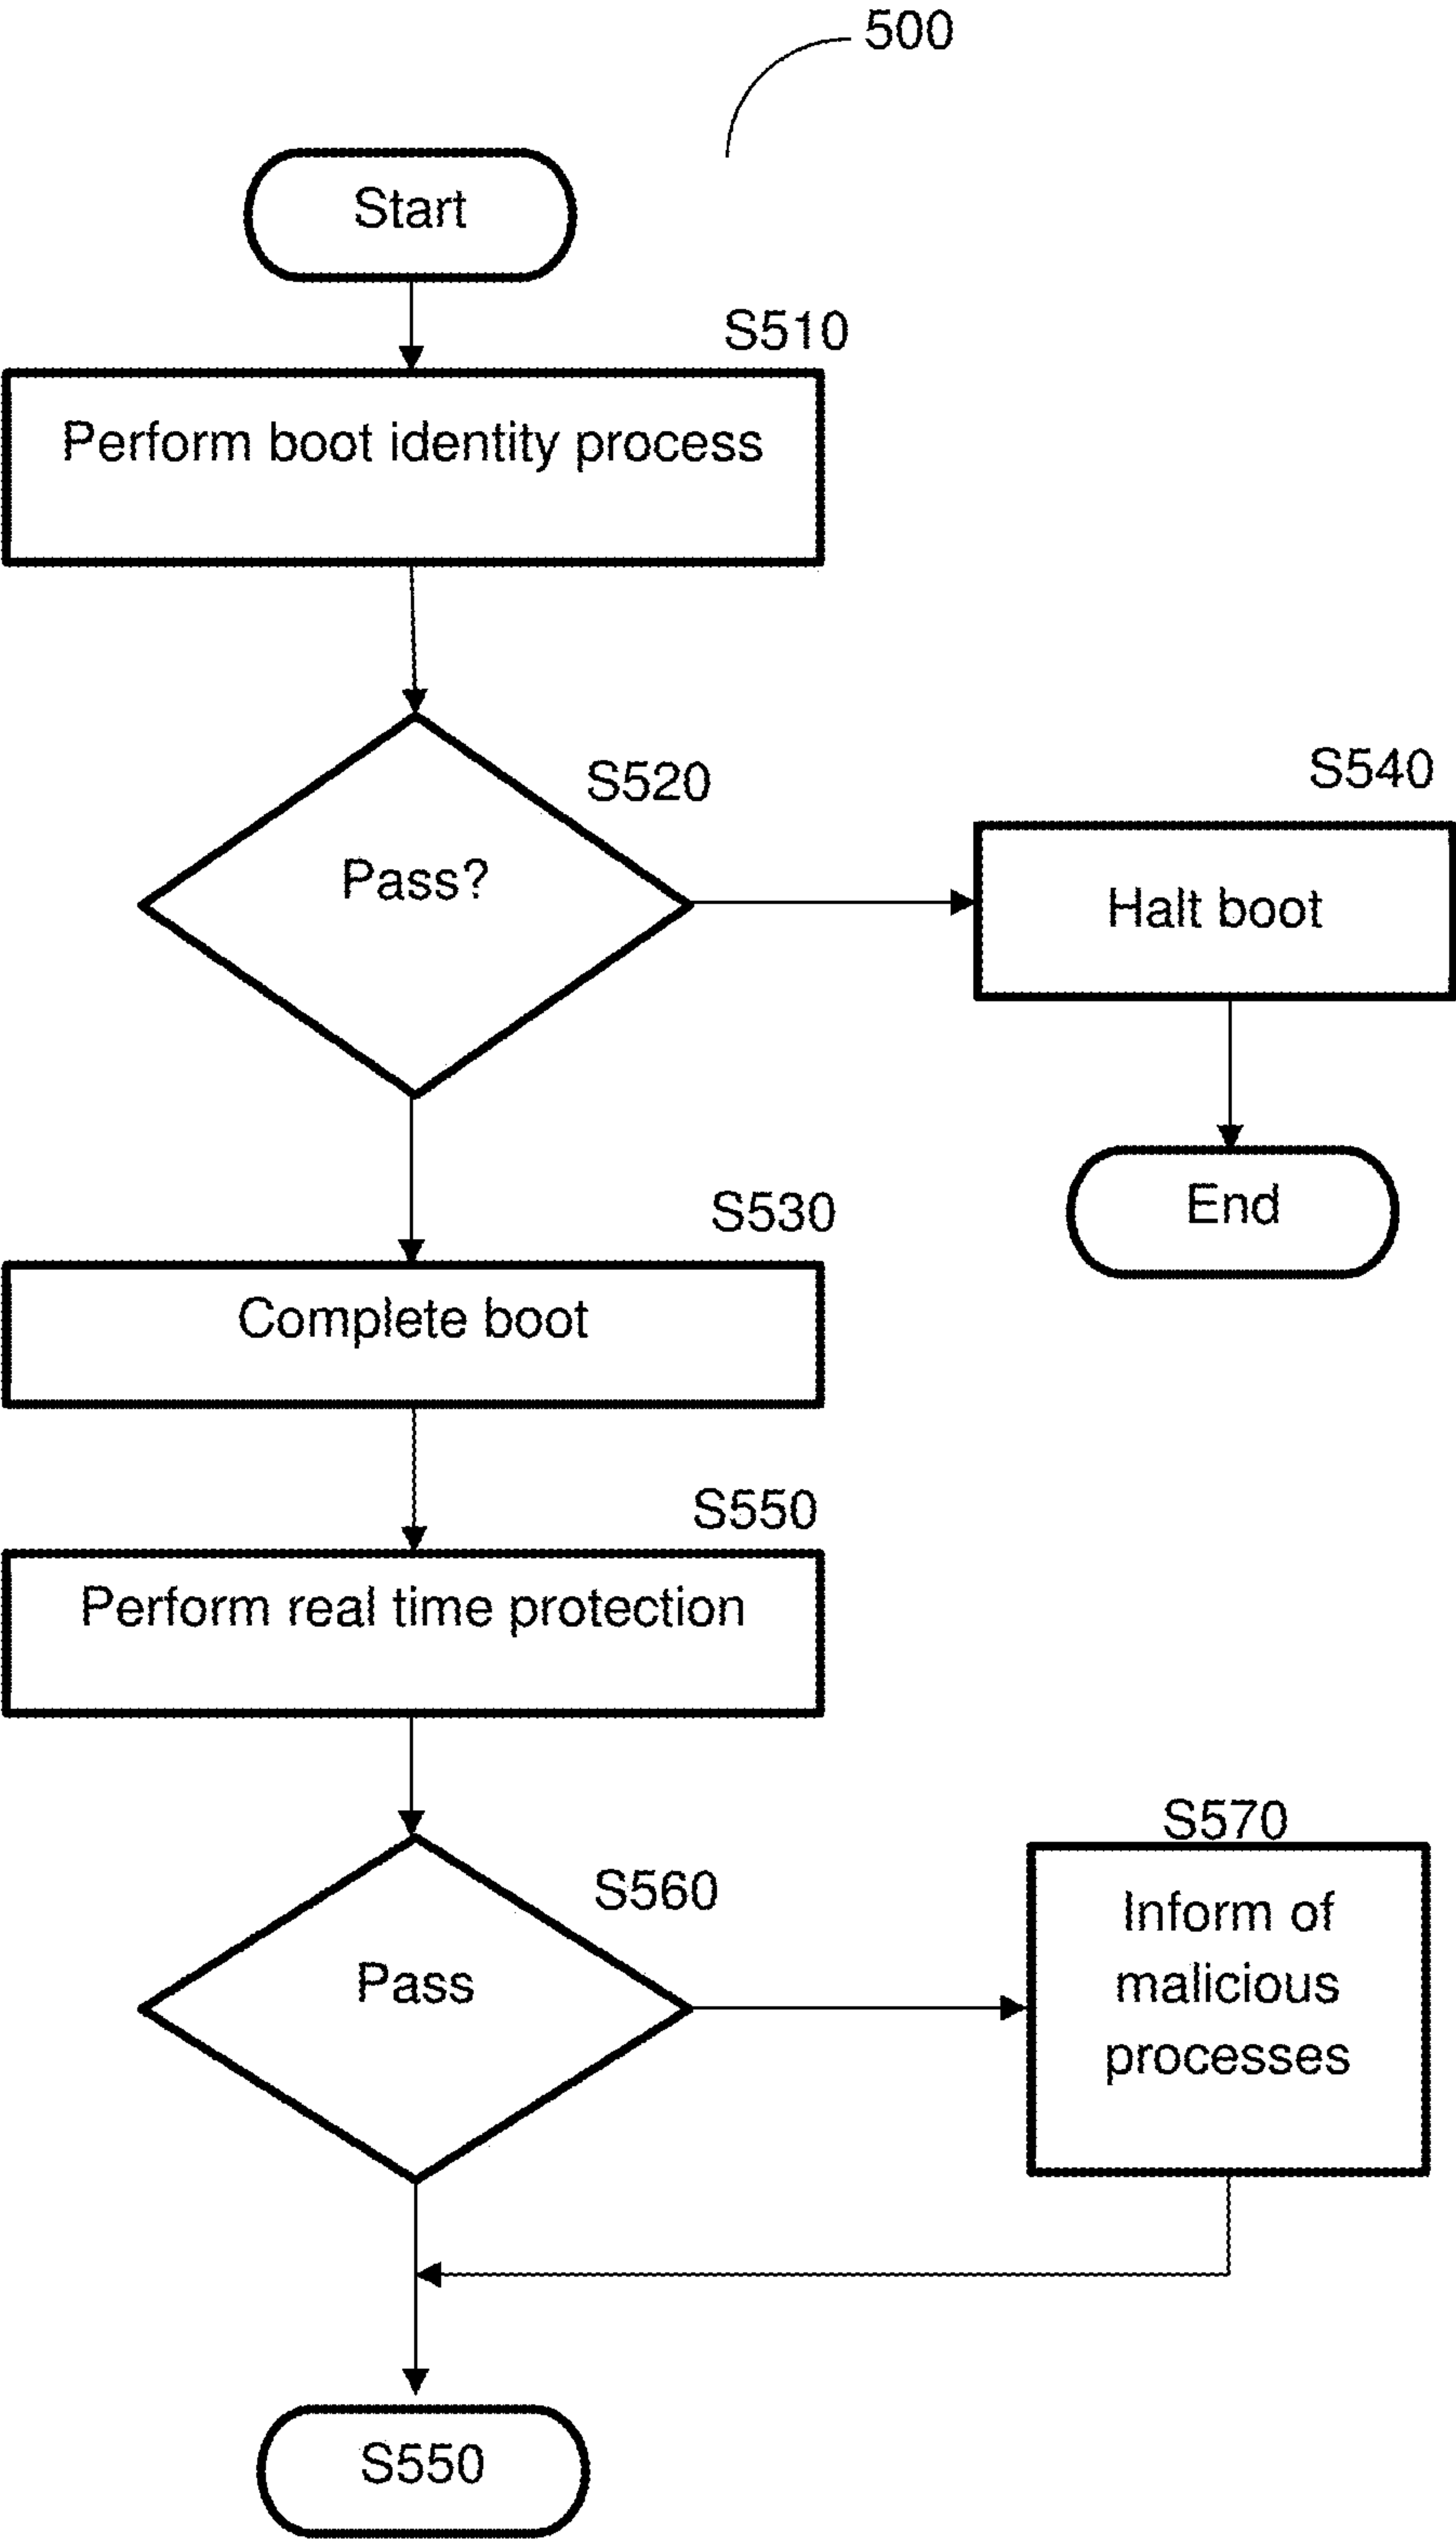 500
Start
S510
Perform boot identity process
S520
Pass?
S540
Halt boot
End
S530
Complete boot
S550
Perform real time protection
S560
Pass
S570
Inform of
malicious
processes
S550